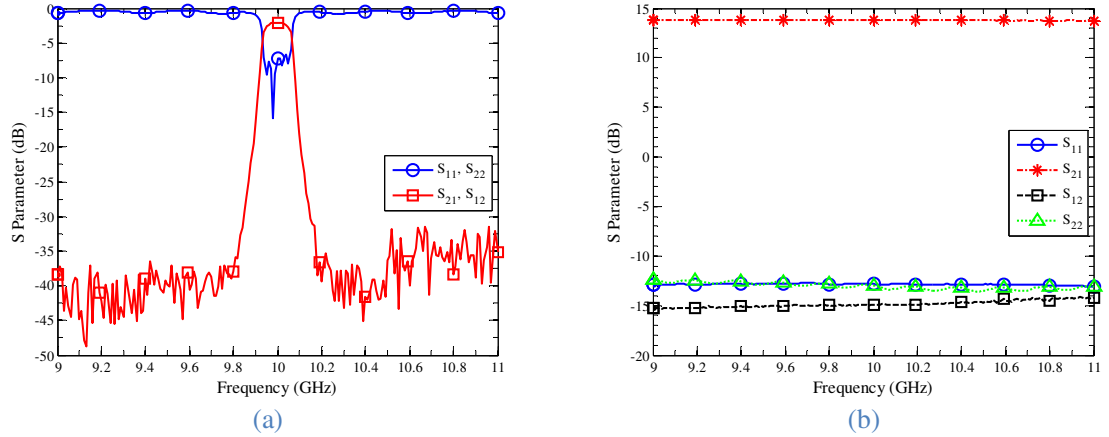 0
-5
-10
-15
-20
-25
-30
-35
-40
-45
-50
S Parameter (dB)
9 9.2 9.4 9.6 9.8 10 10.2 10.4 10.6 10.8 11
Frequency (GHz)
S11, S22
S21, S12
(a)
15
10
5
0
-5
-10
-15
-20
S Parameter (dB)
9 9.2 9.4 9.6 9.8 10 10.2 10.4 10.6 10.8 11
Frequency (GHz)
S11
S21
S12
S22
(b)